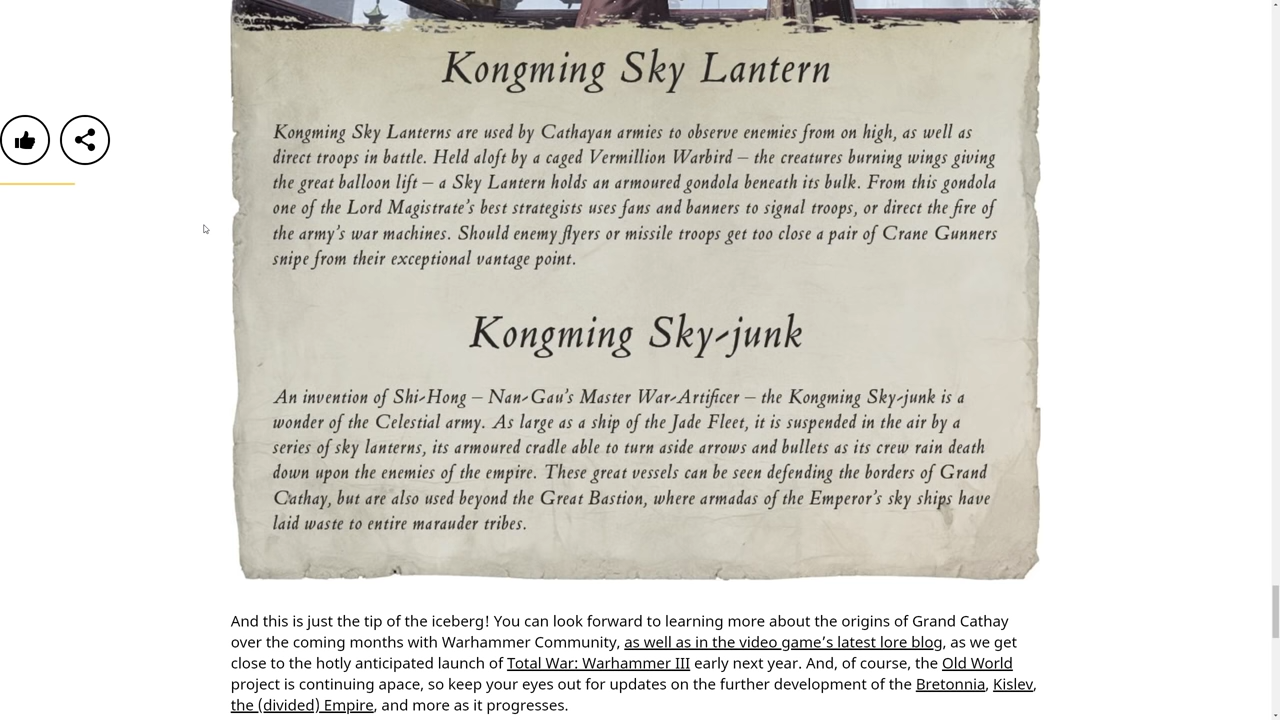 Kongming Sky Lantern
Kongming Sky Lanterns are used by Cathayan armies to observe enemies from on high, as well as
direct troops in battle. Held aloft by a caged Vermillion Warbird – the creatures burning wings giving
the great balloon lift – a Sky Lantern holds an armoured gondola beneath its bulk. From this gondola
one of the Lord Magistrate's best strategists uses fans and banners to signal troops, or direct the fire of
the army's war machines. Should enemy flyers or missile troops get too close a pair of Crane Gunners
snipe from their exceptional vantage point.
Kongming Sky-junk
An invention of Shi-Hong – Nan-Gau's Master War-Artificer – the Kongming Sky-junk is a
wonder of the Celestial army. As large as a ship of the Jade Fleet, it is suspended in the air by a
series of sky lanterns, its armoured cradle able to turn aside arrows and bullets as its crew rain death
down upon the enemies of the empire. These great vessels can be seen defending the borders of Grand
Cathay, but are also used beyond the Great Bastion, where armadas of the Emperor's sky ships have
laid waste to entire marauder tribes.
And this is just the tip of the iceberg! You can look forward to learning more about the origins of Grand Cathay
over the coming months with Warhammer Community, as well as in the video game's latest lore blog, as we get
close to the hotly anticipated launch of Total War: Warhammer III early next year. And, of course, the Old World
project is continuing apace, so keep your eyes out for updates on the further development of the Bretonnia, Kislev,
the (divided) Empire, and more as it progresses.